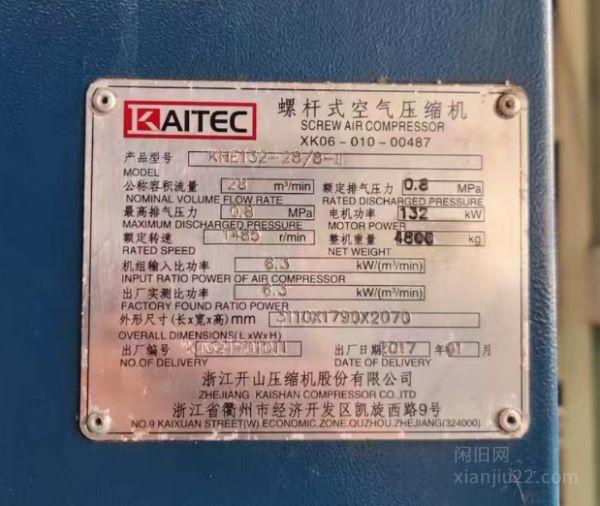 KAITEC 螺杆式空气压缩机
SCREW AIR COMPRESSOR
XK06-010-00487
产品型号 KHE132-28/8-II
MODEL
公称容积流量 28 m³/min 额定排气压力 0.8 MPa
NOMINAL VOLUME FLOW RATE RATED DISCHARGED PRESSURE
最高排气压力 0.8 MPa 电机功率 132 kW
MAXIMUM DISCHARGED PRESSURE MOTOR POWER
额定转速 1485 r/min 整机重量 4800 kg
RATED SPEED NET WEIGHT
机组输入比功率 6.3 kW/(m³/min)
INPUT RATIO POWER OF AIR COMPRESSOR
出厂实测比功率 6.3 kW/(m³/min)
FACTORY FOUND RATIO POWER
外形尺寸(长x宽x高)mm 3110X1790X2070
OVERALL DIMENSIONS(LxWxH)
出厂编号 出厂日期 2017 年 01 月
NO.OF DELIVERY DATE OF DELIVERY
浙江开山压缩机股份有限公司
ZHEJIANG KAISHAN COMPRESSOR CO.LTD
浙江省衢州市经济开发区凯旋西路9号
NO.9 KAIXUAN STREET(W).ECONOMIC.ZONE.QUZHOU.ZHEJIANG(324000)
闲旧网
xianjiu22.com